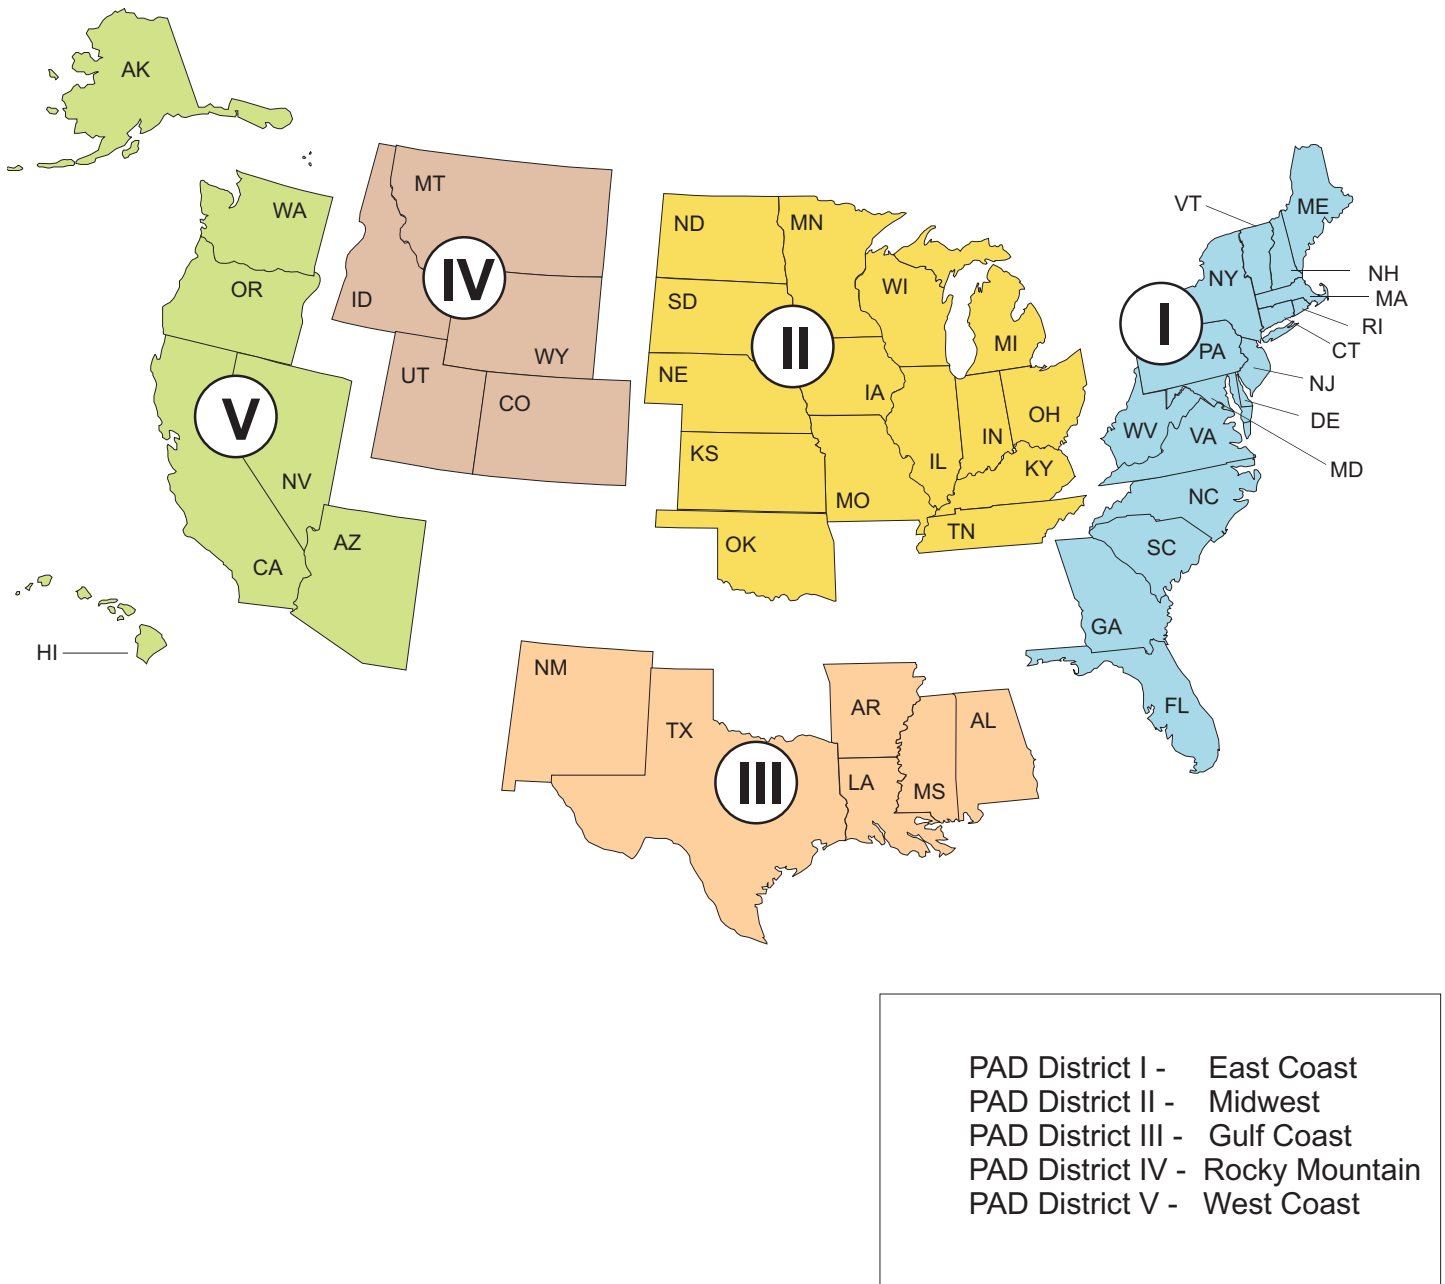 AK
WA
OR
V
NV
CA
AZ
HI
MT
IV
ID
WY
UT
CO
ND
MN
SD
WI
II
MI
NE
IA
OH
KS
IL
IN
KY
MO
OK
TN
VT
ME
NY
NH
MA
I
RI
PA
CT
NJ
DE
WV
VA
MD
NC
SC
GA
FL
NM
TX
AR
AL
III
LA
MS
PAD District I - East Coast
PAD District II - Midwest
PAD District III - Gulf Coast
PAD District IV - Rocky Mountain
PAD District V - West Coast